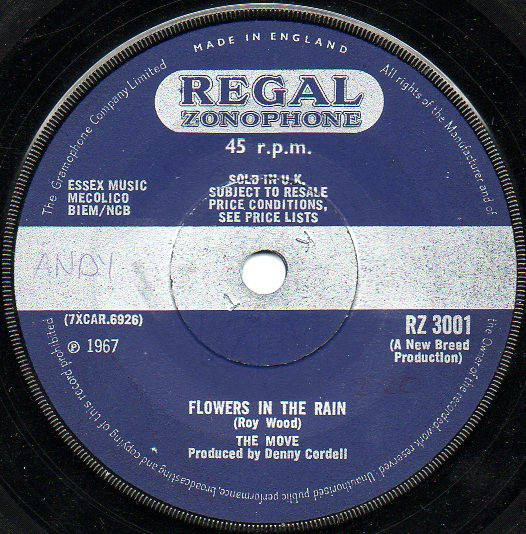 MADE IN ENGLAND
The Gramophone Company Limited
All rights of the Manufacturer and of
the Owner of the recorded work reserved. Unauthorised public performance, broadcasting and copying of this record prohibited
REGAL
ZONOPHONE
45 r.p.m.
SOLD IN U.K.
SUBJECT TO RESALE
PRICE CONDITIONS,
SEE PRICE LISTS
ESSEX MUSIC
MECOLICO
BIEM/NCB
ANDY
(7XCAR.6926)
℗ 1967
RZ 3001
(A New Breed
Production)
FLOWERS IN THE RAIN
(Roy Wood)
THE MOVE
Produced by Denny Cordell